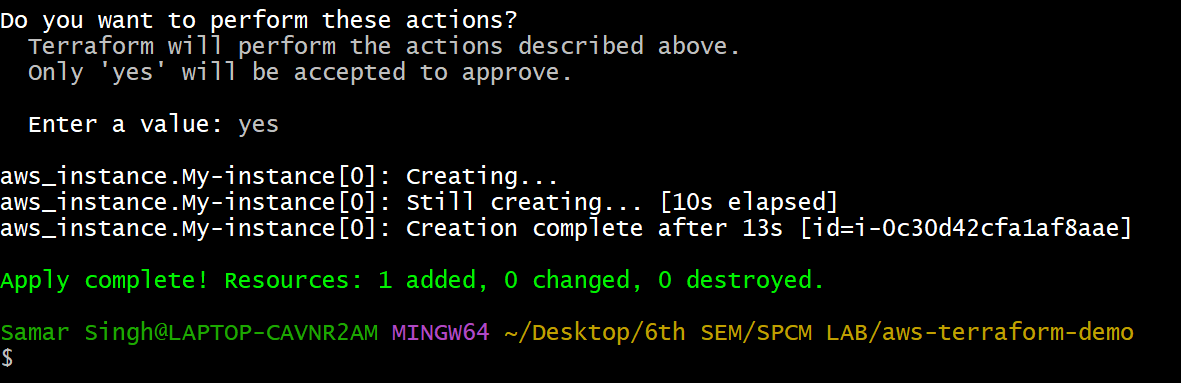 Do you want to perform these actions?
Terraform will perform the actions described above.
Only 'yes' will be accepted to approve.
Enter a value: yes
aws_instance.My-instance[0]: Creating...
aws_instance.My-instance[0]: Still creating... [10s elapsed]
aws_instance.My-instance[0]: Creation complete after 13s [id=i-0c30d42cfa1af8aae]
Apply complete! Resources: 1 added, 0 changed, 0 destroyed.
Samar Singh@LAPTOP-CAVNR2AM MINGW64 ~/Desktop/6th SEM/SPCM LAB/aws-terraform-demo
$